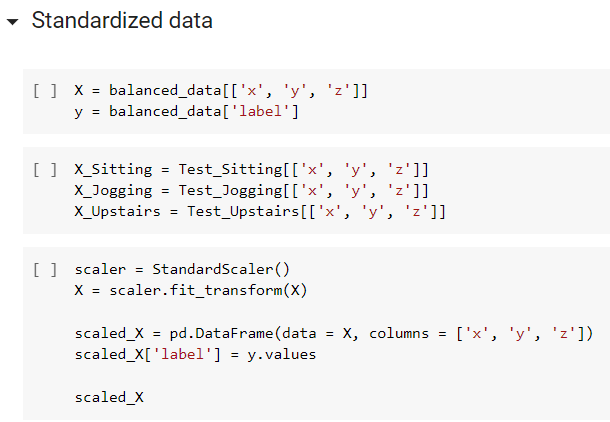 Standardized data
[ ] X = balanced_data[['x', 'y', 'z']]
y = balanced_data['label']
[ ] X_Sitting = Test_Sitting[['x', 'y', 'z']]
X_Jogging = Test_Jogging[['x', 'y', 'z']]
X_Upstairs = Test_Upstairs[['x', 'y', 'z']]
[ ] scaler = StandardScaler()
X = scaler.fit_transform(X)
scaled_X = pd.DataFrame(data = X, columns = ['x', 'y', 'z'])
scaled_X['label'] = y.values
scaled_X